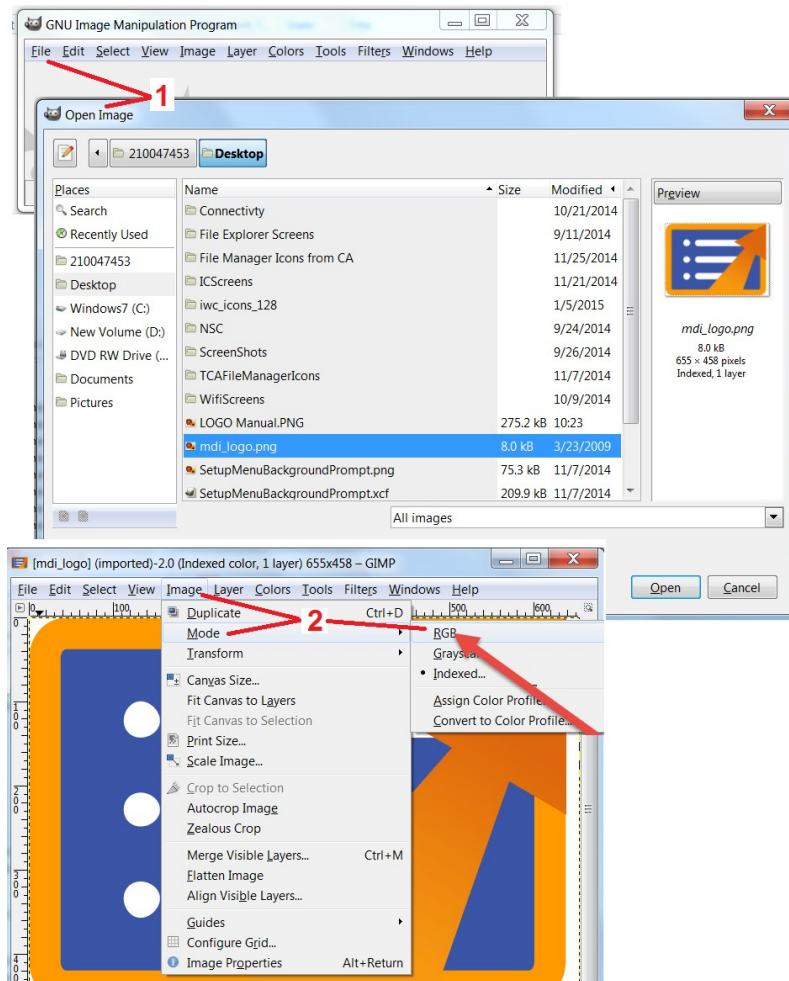 GNU Image Manipulation Program
File Edit Select View Image Layer Colors Tools Filters Windows Help
1
Open Image
210047453 Desktop
Places Name Size Modified Preview
Search Connectivty 10/21/2014
Recently Used File Explorer Screens 9/11/2014
210047453 File Manager Icons from CA 11/25/2014
Desktop ICScreens 11/21/2014
Windows7 (C:) iwc_icons_128 1/5/2015
New Volume (D:) NSC 9/24/2014 mdi_logo.png
DVD RW Drive (... ScreenShots 9/26/2014 8.0 kB
655 × 458 pixels
Documents TCAFileManagerIcons 11/7/2014 Indexed, 1 layer
Pictures WifiScreens 10/9/2014
LOGO Manual.PNG 275.2 kB 10:23
mdi_logo.png 8.0 kB 3/23/2009
SetupMenuBackgroundPrompt.png 75.3 kB 11/7/2014
SetupMenuBackgroundPrompt.xcf 209.9 kB 11/7/2014
All images
Open Cancel
[mdi_logo] (imported)-2.0 (Indexed color, 1 layer) 655x458 – GIMP
File Edit Select View Image Layer Colors Tools Filters Windows Help
0 100 500 600
0
100
200
300
400
Duplicate Ctrl+D
2
Mode
Transform
Canvas Size...
Fit Canvas to Layers
Fit Canvas to Selection
Print Size...
Scale Image...
Crop to Selection
Autocrop Image
Zealous Crop
Merge Visible Layers... Ctrl+M
Flatten Image
Align Visible Layers...
Guides
Configure Grid...
Image Properties Alt+Return
RGB
Indexed...
Assign Color Profile...
Convert to Color Profile...